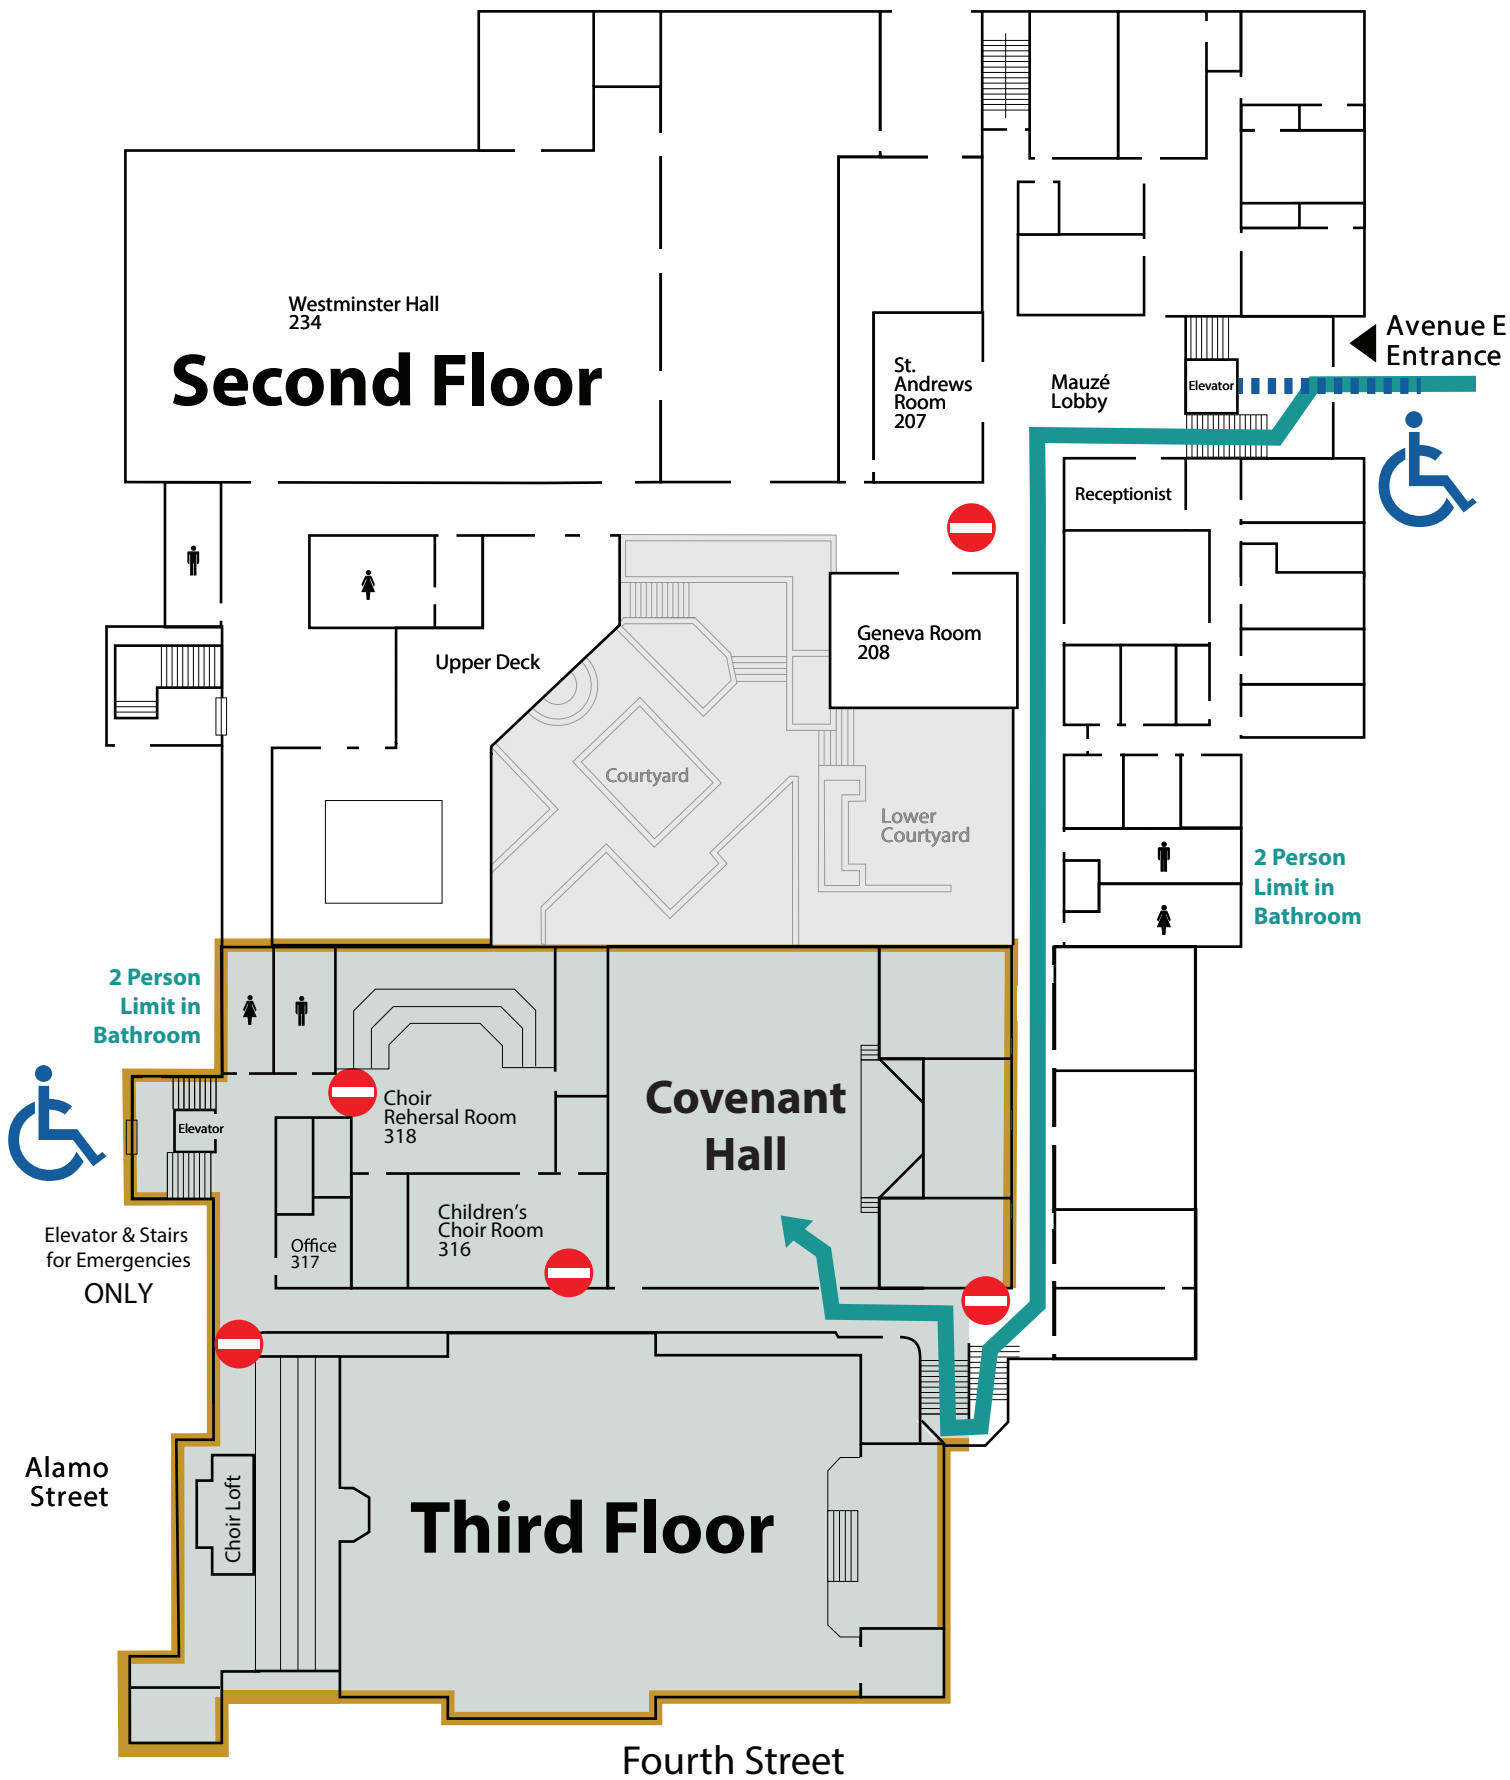 Westminster Hall
234
Second Floor
St.
Andrews
Room
207
Mauzé
Lobby
Elevator
Avenue E
Entrance
Receptionist
Geneva Room
208
Upper Deck
Courtyard
Lower
Courtyard
2 Person
Limit in
Bathroom
2 Person
Limit in
Bathroom
Elevator
Choir
Rehersal Room
318
Covenant
Hall
Children's
Choir Room
316
Office
317
Elevator & Stairs
for Emergencies
ONLY
Alamo
Street
Choir Loft
Third Floor
Fourth Street